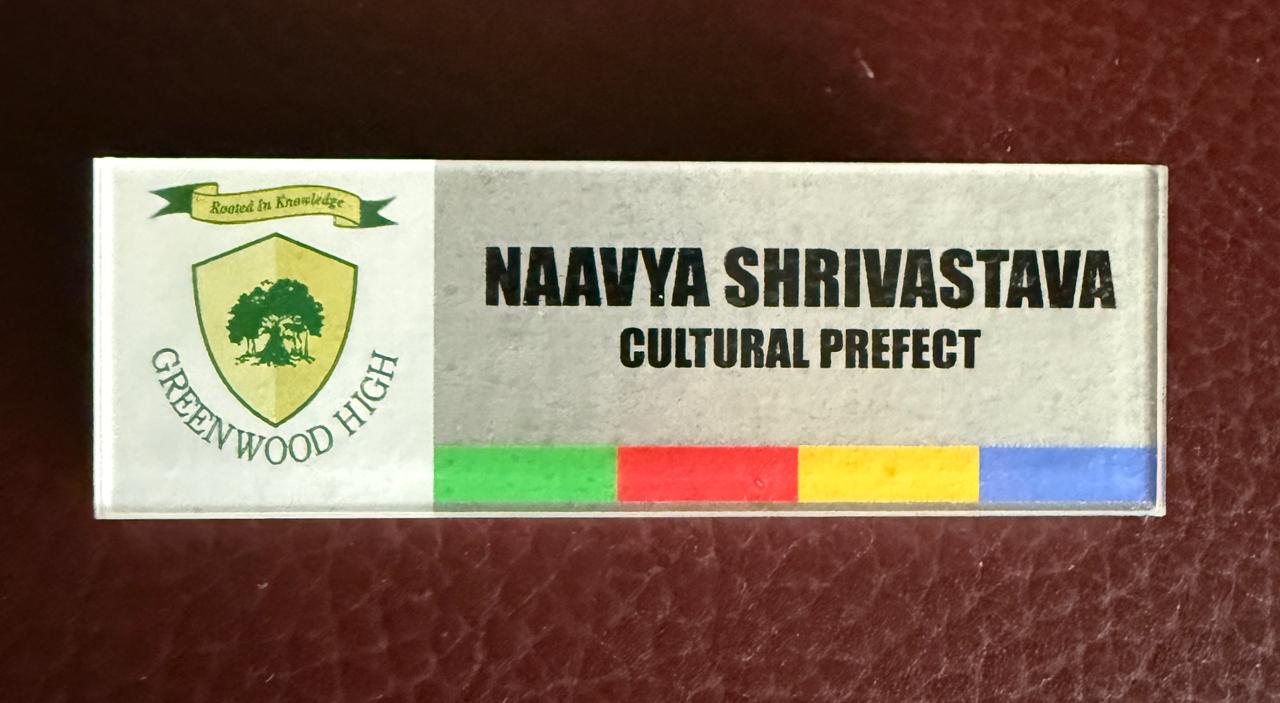 Rooted In Knowledge
GREENWOOD HIGH
NAAVYA SHRIVASTAVA
CULTURAL PREFECT